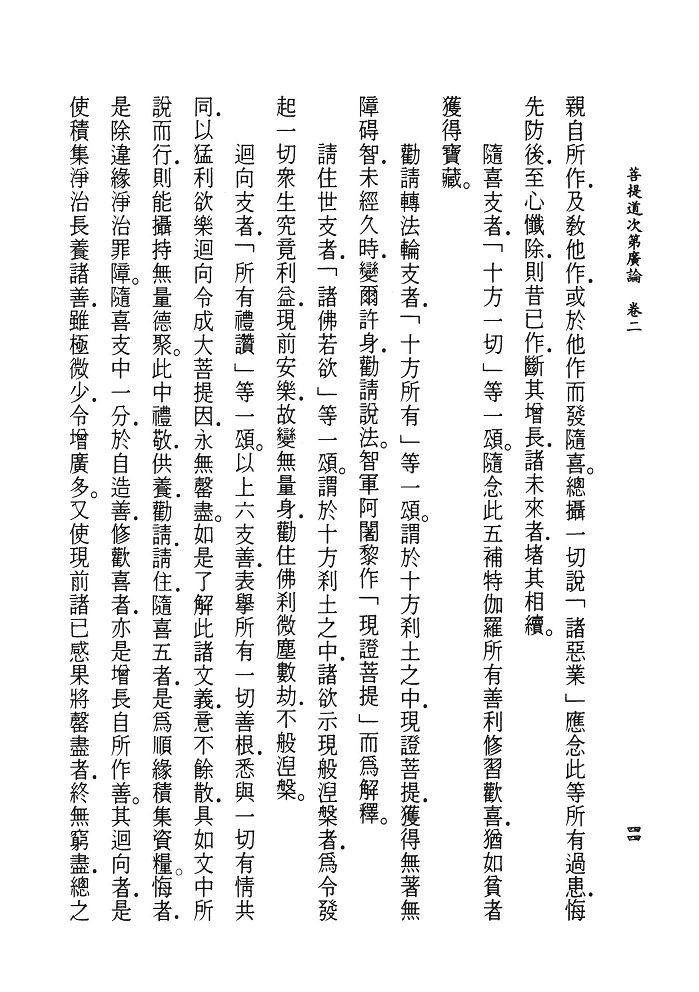 菩提道次第廣論　卷二
四四
親自所作．及敎他作．或於他作而發隨喜。總攝一切說「諸惡業」應念此等所有過患．悔
先防後．至心懺除．則昔已作．斷其增長．諸未來者．堵其相續。
隨喜支者．「十方一切」等一頌。隨念此五補特伽羅所有善利修習歡喜．猶如貧者
獲得寶藏。
勸請轉法輪支者．「十方所有」等一頌。謂於十方刹土之中．現證菩提．獲得無著無
障碍智．未經久時．變爾許身．勸請說法。智軍阿闍黎作「現證菩提」而爲解釋。
請住世支者．「諸佛若欲」等一頌。謂於十方刹土之中．諸欲示現般涅槃者．爲令發
起一切衆生究竟利益．現前安樂．故變無量身．勸住佛刹微塵數劫．不般涅槃。
迴向支者．「所有禮讚」等一頌。以上六支善．表舉所有一切善根．悉與一切有情共
同．以猛利欲樂迴向令成大菩提因．永無罄盡。如是了解此諸文義．意不餘散．具如文中所
說而行．則能攝持無量德聚。此中禮敬．供養．勸請．請住．隨喜五者．是爲順緣積集資糧。悔者．
是除違緣淨治罪障。隨喜支中一分．於自造善．修歡喜者．亦是增長自所作善。其迴向者．是
使積集淨治長養諸善．雖極微少．令增廣多。又使現前諸已感果將罄盡者．終無窮盡．總之